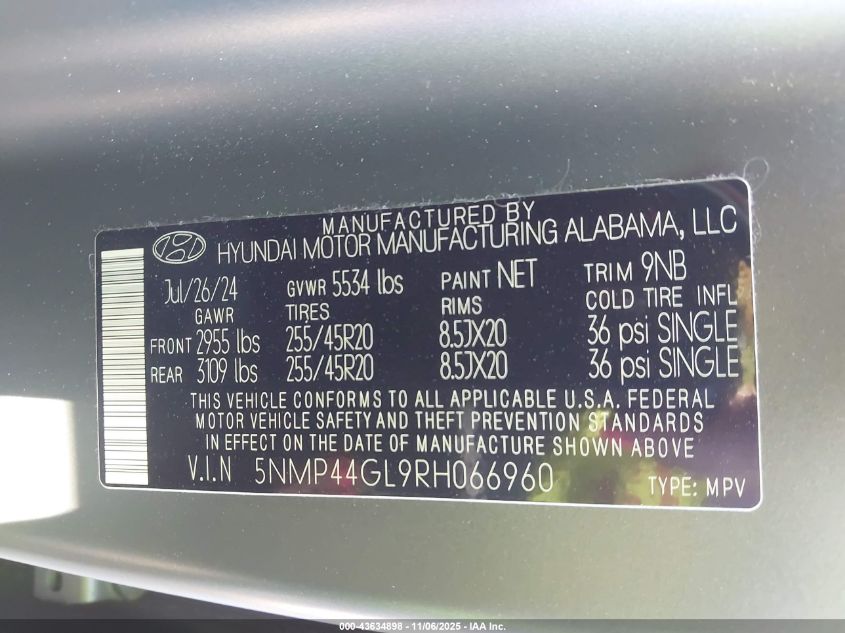 MANUFACTURED BY
HYUNDAI MOTOR MANUFACTURING ALABAMA, LLC
Jul/26/24 GVWR 5534 lbs PAINT NET TRIM 9NB
GAWR TIRES RIMS COLD TIRE INFL
FRONT 2955 lbs 255/45R20 8.5JX20 36 psi SINGLE
REAR 3109 lbs 255/45R20 8.5JX20 36 psi SINGLE
THIS VEHICLE CONFORMS TO ALL APPLICABLE U.S.A. FEDERAL
MOTOR VEHICLE SAFETY AND THEFT PREVENTION STANDARDS
IN EFFECT ON THE DATE OF MANUFACTURE SHOWN ABOVE
V.I.N 5NMP44GL9RH066960 TYPE: MPV
000-43634898 - 11/06/2025 - IAA Inc.